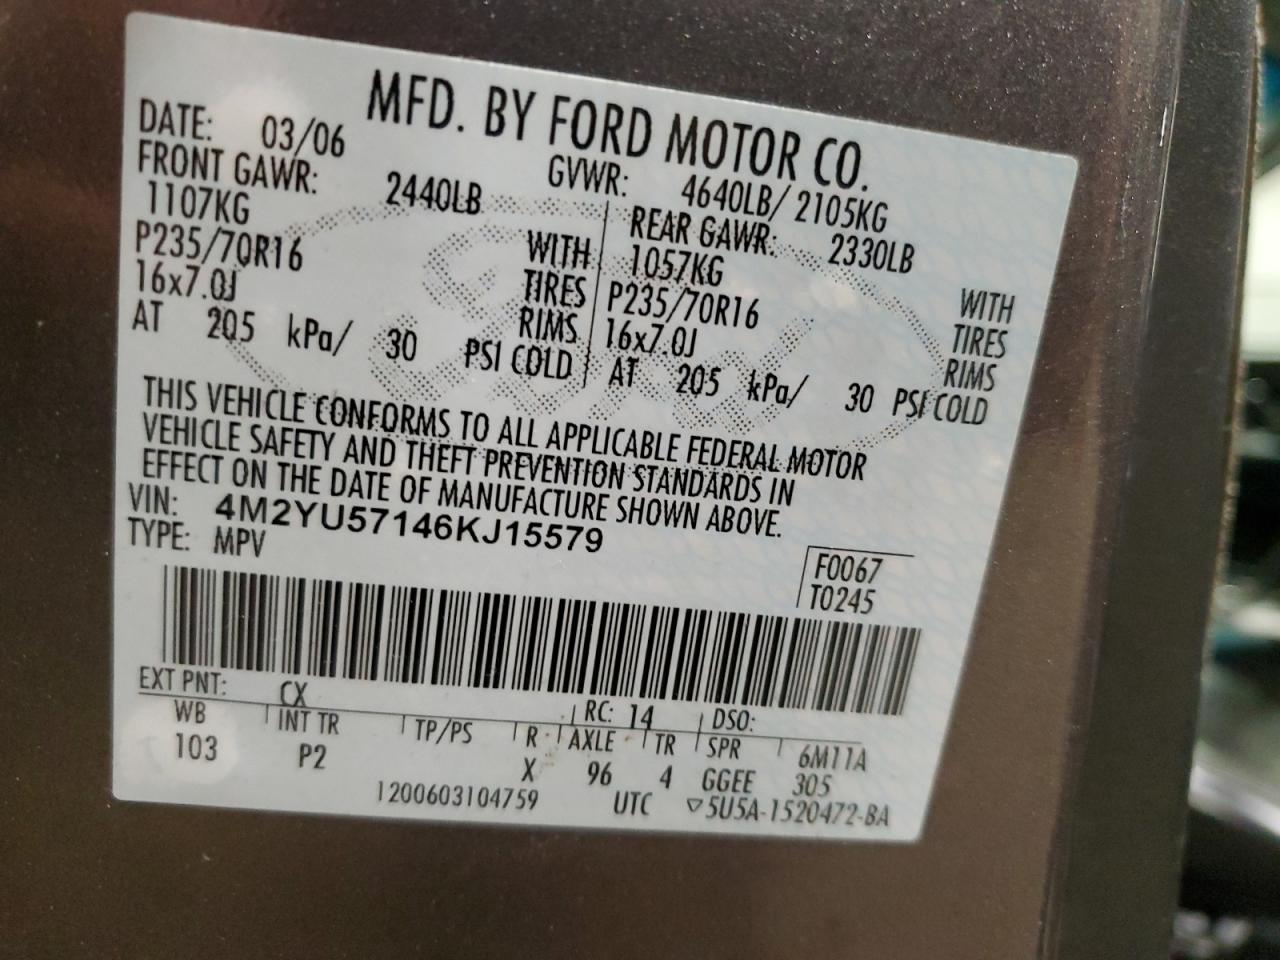 MFD. BY FORD MOTOR CO.
DATE: 03/06 GVWR: 4640LB/ 2105KG
FRONT GAWR: 2440LB REAR GAWR: 2330LB
1107KG WITH 1057KG WITH
P235/70R16 TIRES P235/70R16 TIRES
16x7.0J RIMS 16x7.0J RIMS
AT 205 kPa/ 30 PSI COLD AT 205 kPa/ 30 PSI COLD
THIS VEHICLE CONFORMS TO ALL APPLICABLE FEDERAL MOTOR
VEHICLE SAFETY AND THEFT PREVENTION STANDARDS IN
EFFECT ON THE DATE OF MANUFACTURE SHOWN ABOVE.
VIN: 4M2YU57146KJ15579
TYPE: MPV F0067
T0245
EXT PNT: CX RC: 14 DSO:
WB INT TR TP/PS R AXLE TR SPR 6M11A
103 P2 X 96 4 GGEE 305
1200603104759 UTC ▽5U5A-1520472-BA